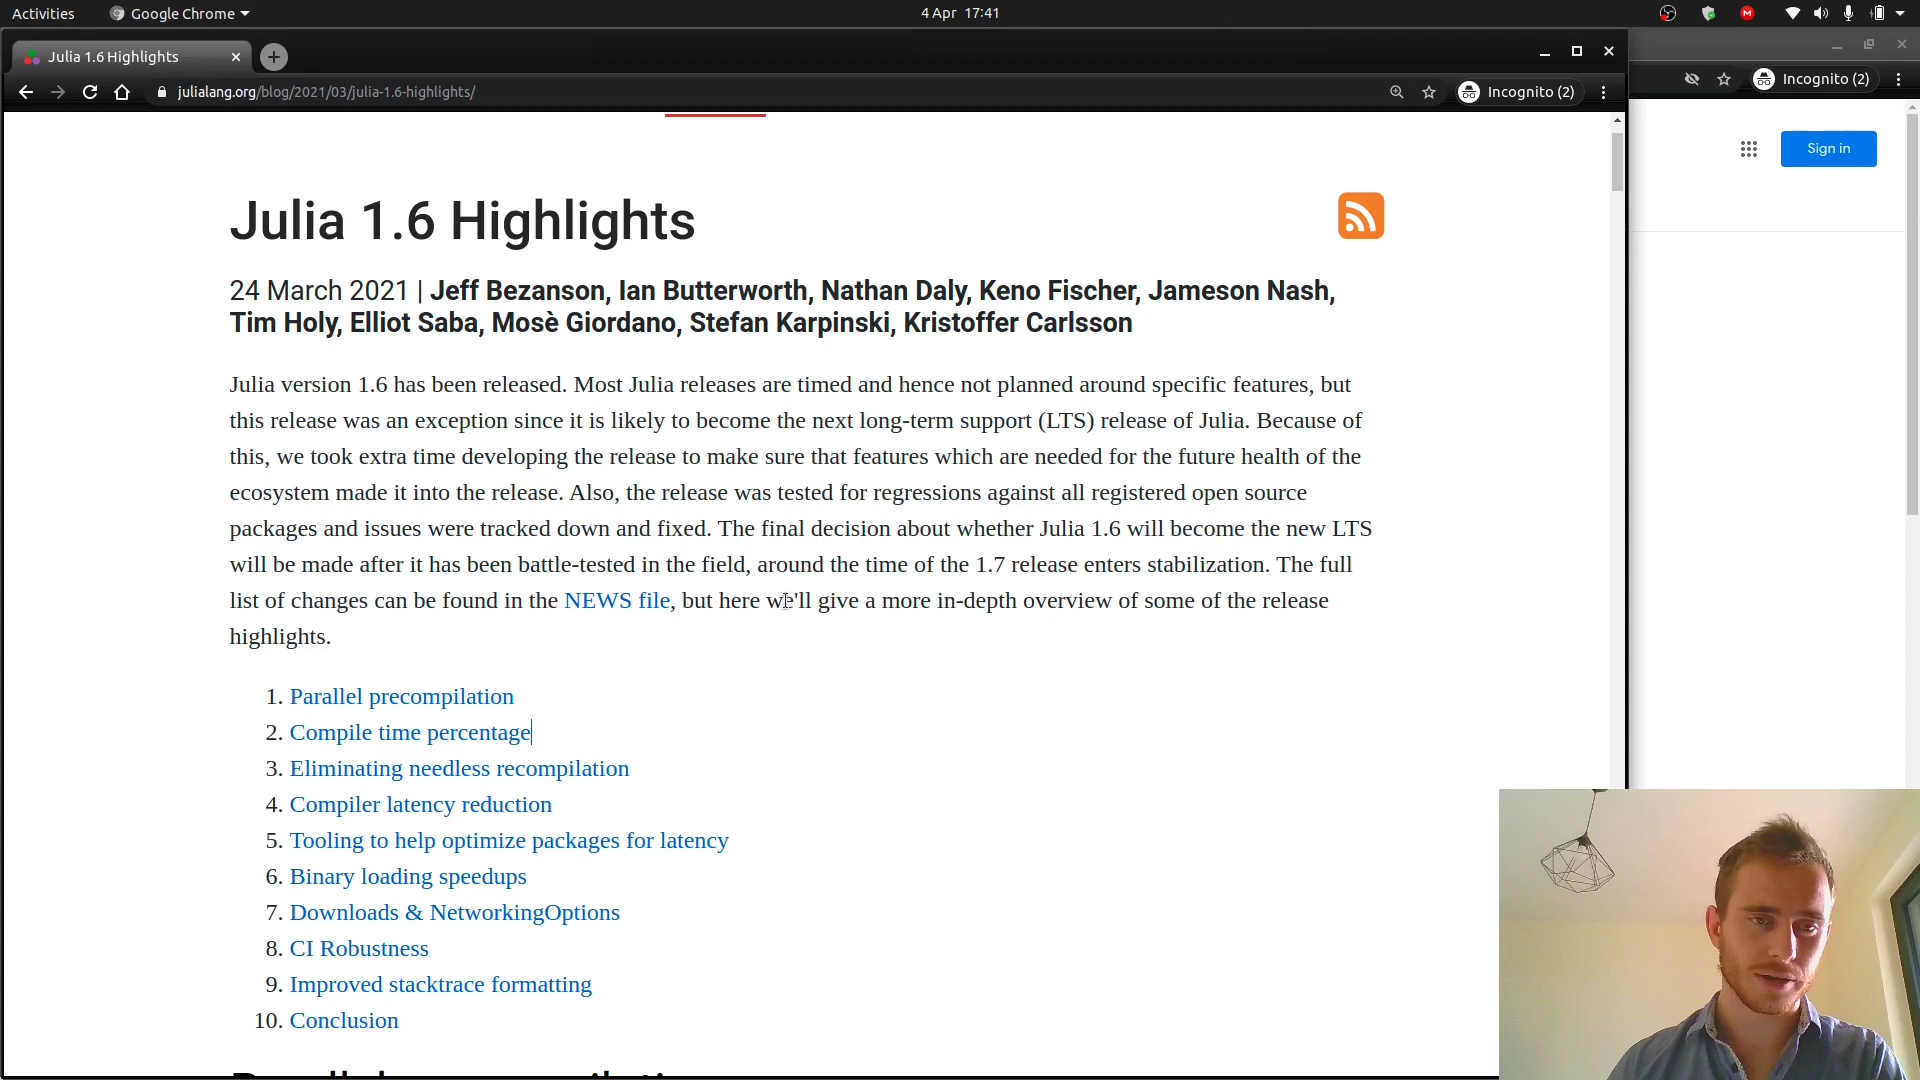 Activities
Google Chrome
4 Apr 17:41
M
Julia 1.6 Highlights
jululang.org/blog/2021/03/julia-1.6-highlights/
Incognito (2)
Incognito (2)
Sign in
Julia 1.6 Highlights
24 March 2021 | Jeff Bezanson, Ian Butterworth, Nathan Daly, Keno Fischer, Jameson Nash,
Tim Holy, Elliot Saba, Mosè Giordano, Stefan Karpinski, Kristoffer Carlsson
Julia version 1.6 has been released. Most Julia releases are timed and hence not planned around specific features, but
this release was an exception since it is likely to become the next long-term support (LTS) release of Julia. Because of
this, we took extra time developing the release to make sure that features which are needed for the future health of the
ecosystem made it into the release. Also, the release was tested for regressions against all registered open source
packages and issues were tracked down and fixed. The final decision about whether Julia 1.6 will become the new LTS
will be made after it has been battle-tested in the field, around the time of the 1.7 release enters stabilization. The full
list of changes can be found in the NEWS file, but here we'll give a more in-depth overview of some of the release
highlights.
1. Parallel precompilation
2. Compile time percentage
3. Eliminating needless recompilation
4. Compiler latency reduction
5. Tooling to help optimize packages for latency
6. Binary loading speedups
7. Downloads & NetworkingOptions
8. CI Robustness
9. Improved stacktrace formatting
10. Conclusion